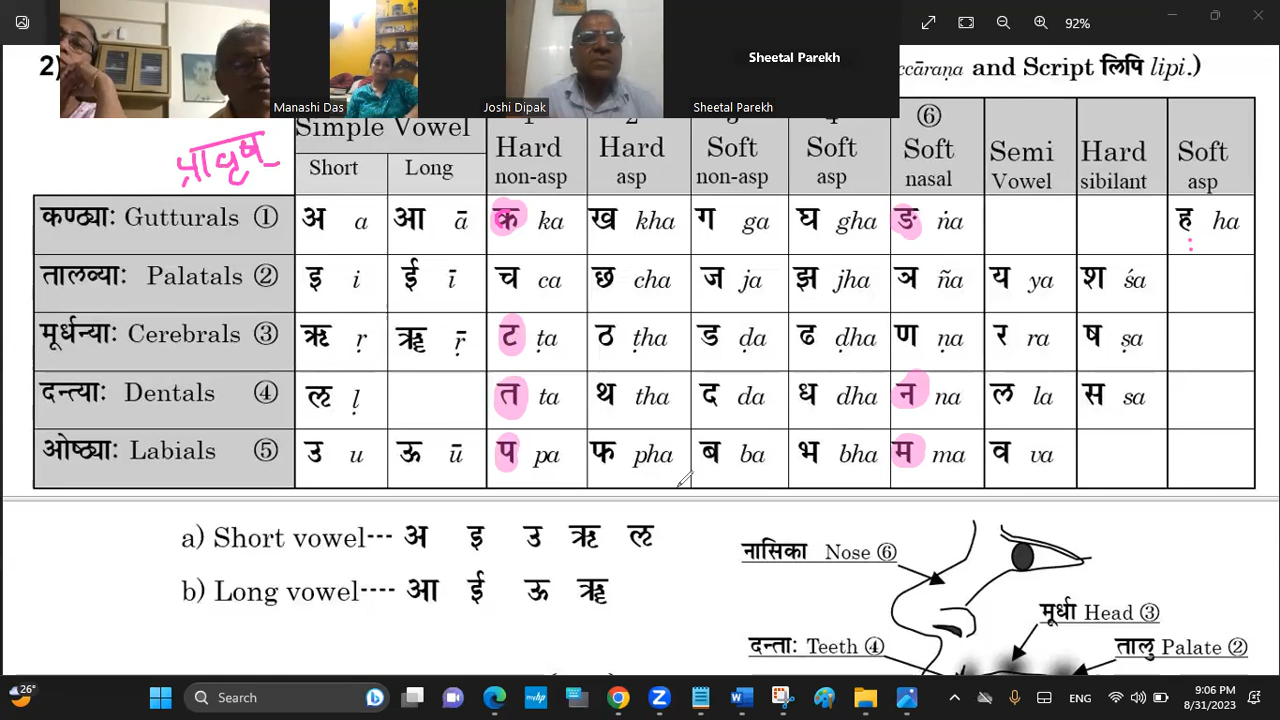 92%
Sheetal Parekh
Manashi Das
Joshi Dipak
Sheetal Parekh
2)
ccāraṇa and Script लिपि lipi.)
प्रावृष्
Simple Vowel
Short Long
Hard non-asp
Hard asp
Soft non-asp
Soft asp
⑥ Soft nasal
Semi Vowel
Hard sibilant
Soft asp
कण्ठ्याः Gutturals ① अ a आ ā क ka ख kha ग ga घ gha ङ ṅa ह ha
तालव्याः Palatals ② इ i ई ī च ca छ cha ज ja झ jha ञ ña य ya श śa
मूर्धन्याः Cerebrals ③ ऋ ṛ ॠ ṝ ट ṭa ठ ṭha ड ḍa ढ ḍha ण ṇa र ra ष ṣa
दन्त्याः Dentals ④ ऌ ḷ त ta थ tha द da ध dha न na ल la स sa
ओष्ठ्याः Labials ⑤ उ u ऊ ū प pa फ pha ब ba भ bha म ma व va
a) Short vowel--- अ इ उ ऋ ऌ
b) Long vowel---- आ ई ऊ ॠ
नासिका Nose ⑥
मूर्धा Head ③
दन्ताः Teeth ④
तालु Palate ②
26°
Search
ENG
9:06 PM
8/31/2023